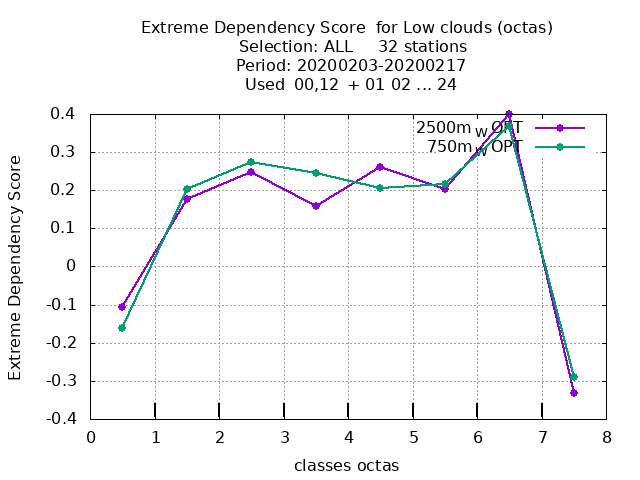 Extreme Dependency Score  for Low clouds (octas)
Selection: ALL     32 stations
Period: 20200203-20200217
Used  00,12  + 01 02 ... 24
2500m W OPT
750m W OPT
Extreme Dependency Score
0.4
0.3
0.2
0.1
0
-0.1
-0.2
-0.3
-0.4
0 1 2 3 4 5 6 7 8
classes octas